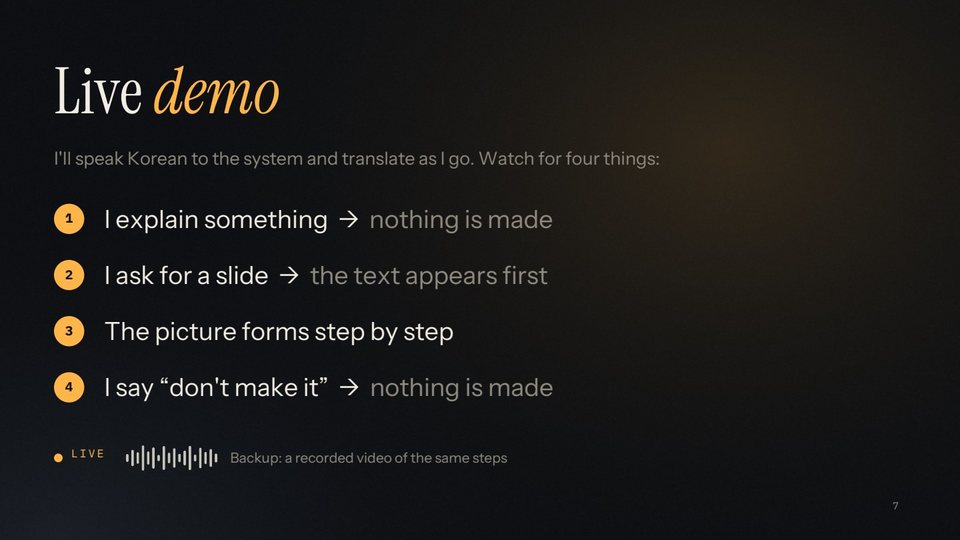 Live demo
I'll speak Korean to the system and translate as I go. Watch for four things:
1 I explain something → nothing is made
2 I ask for a slide → the text appears first
3 The picture forms step by step
4 I say “don't make it” → nothing is made
LIVE Backup: a recorded video of the same steps
7